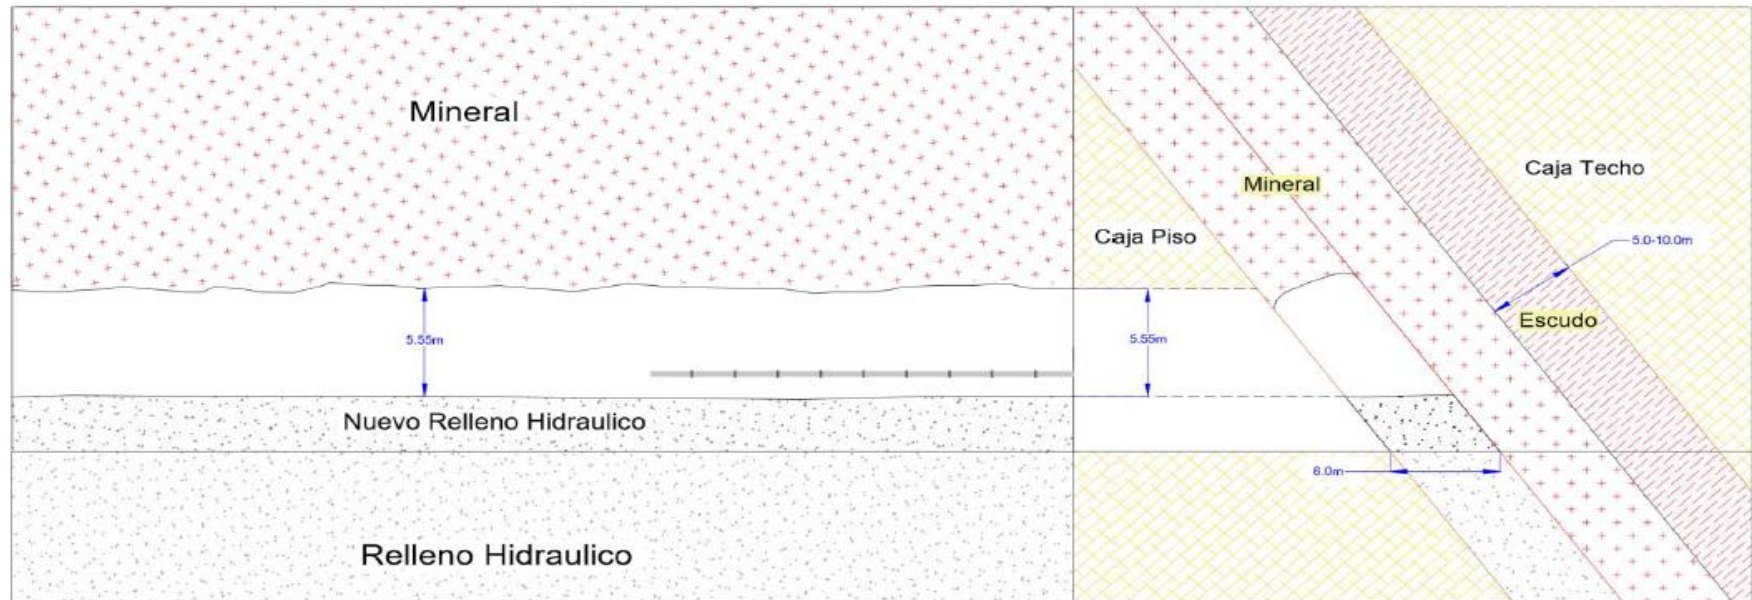 Mineral
5.55m
Nuevo Relleno Hidraulico
Relleno Hidraulico
Caja Techo
Mineral
Caja Piso
5.0-10.0m
Escudo
5.55m
6.0m